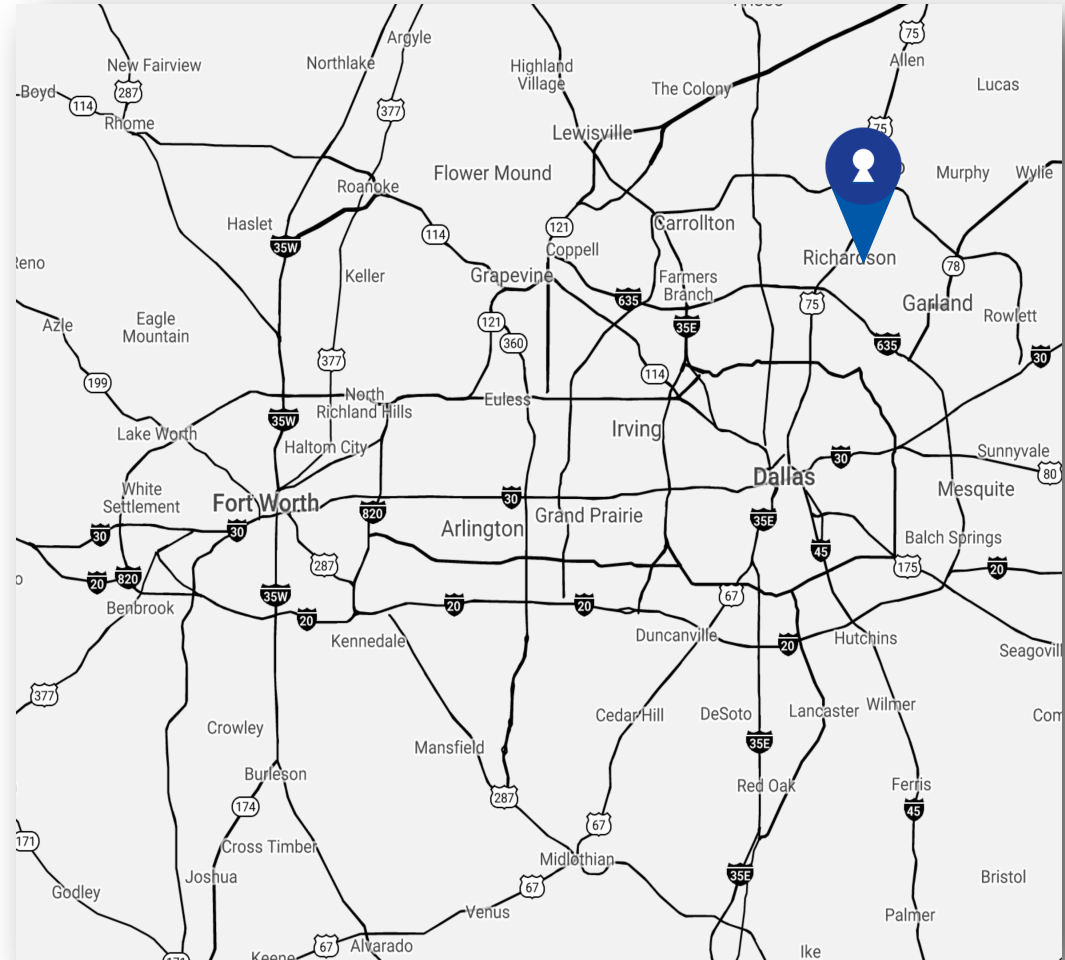 Argyle
75
New Fairview
Northlake
Highland
Village
Allen
Boyd
114
287
377
The Colony
Lucas
Rhome
Lewisville
75
Roanoke
Flower Mound
Murphy
Wylie
Haslet
35W
114
121
Carrollton
Coppell
Richardson
78
Keller
Grapevine
Farmers
Branch
635
75
Garland
Rowlett
Azle
Eagle
Mountain
121
360
35E
635
30
377
199
114
North
Richland Hills
Euless
35W
Lake Worth
Haltom City
Irving
30
Sunnyvale
80
White
Settlement
Fort Worth
30
Dallas
Mesquite
820
Arlington
Grand Prairie
35E
30
30
45
Balch Springs
287
175
20
820
20
Benbrook
35W
20
20
20
67
Kennedale
Duncanville
20
Hutchins
377
Crowley
Cedar Hill
DeSoto
Lancaster
Wilmer
Mansfield
35E
Burleson
Red Oak
Ferris
174
287
45
171
67
Cross Timber
Midlothian
35E
Godley
Joshua
67
Bristol
Venus
Palmer
67
Alvarado
Ike